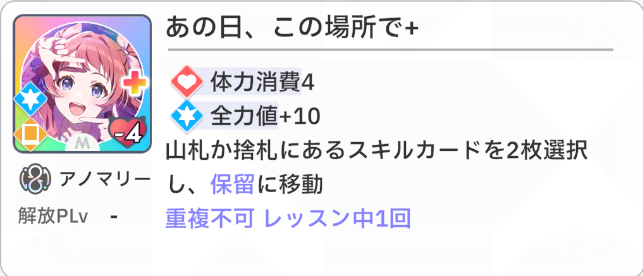 あの日、この場所で+
体力消費4
全力値+10
山札か捨札にあるスキルカードを2枚選択
し、保留に移動
重複不可 レッスン中1回
-4
M
アノマリー
解放PLv -